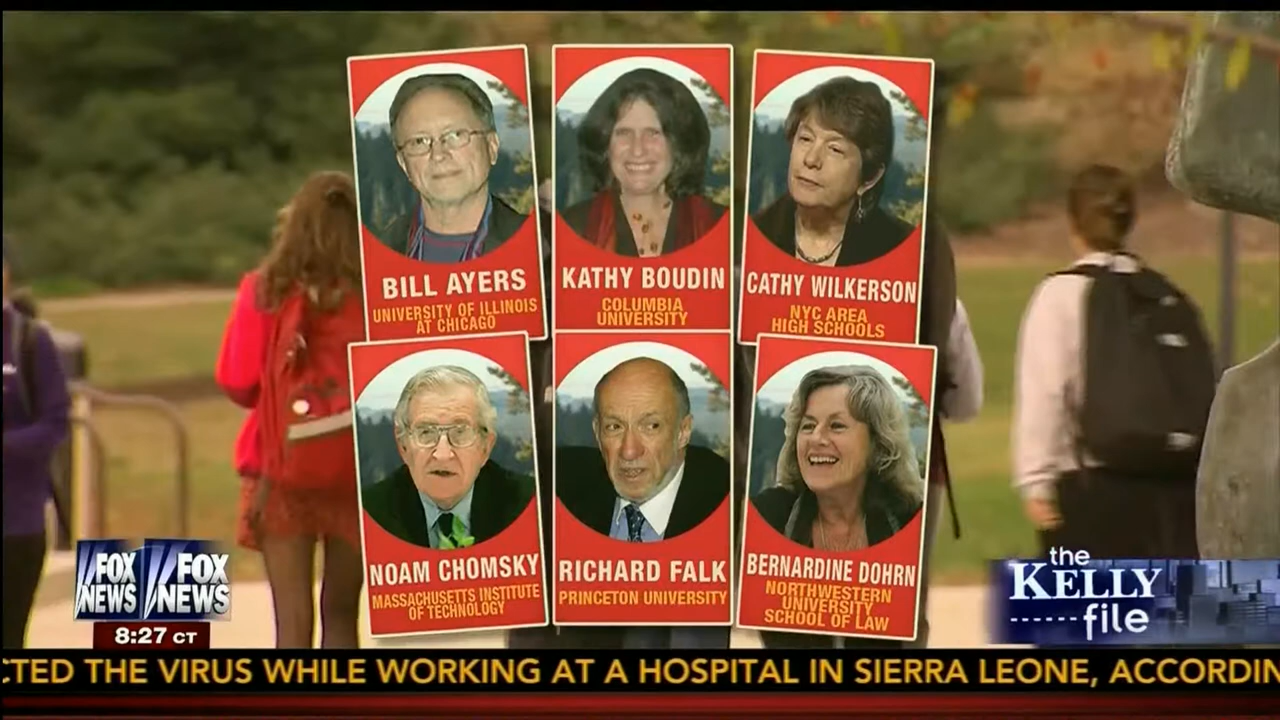 BILL AYERS
UNIVERSITY OF ILLINOIS
AT CHICAGO
KATHY BOUDIN
COLUMBIA
UNIVERSITY
CATHY WILKERSON
NYC AREA
HIGH SCHOOLS
NOAM CHOMSKY
MASSACHUSETTS INSTITUTE
OF TECHNOLOGY
RICHARD FALK
PRINCETON UNIVERSITY
BERNARDINE DOHRN
NORTHWESTERN
UNIVERSITY
SCHOOL OF LAW
FOX
NEWS
FOX
NEWS
8:27 CT
the
KELLY
file
CTED THE VIRUS WHILE WORKING AT A HOSPITAL IN SIERRA LEONE, ACCORDIN